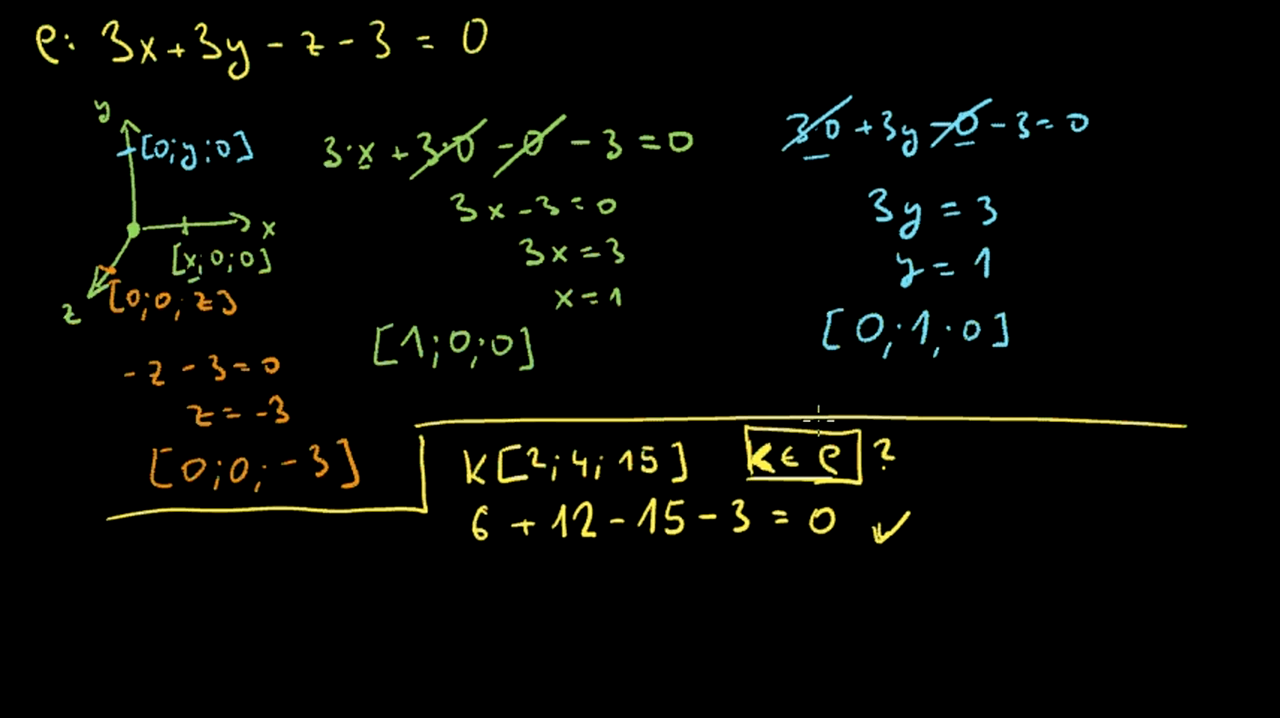 ρ: 3x + 3y - z - 3 = 0
y
[0; y; 0]
x
[x; 0; 0]
z
[0; 0; z]
-z - 3 = 0
z = -3
[0; 0; -3]
3·x + 3·0 - 0 - 3 = 0
3x - 3 = 0
3x = 3
x = 1
[1; 0; 0]
3·0 + 3y - 0 - 3 = 0
3y = 3
y = 1
[0; 1; 0]
K[2; 4; 15] K ∈ ρ ?
6 + 12 - 15 - 3 = 0 ✓